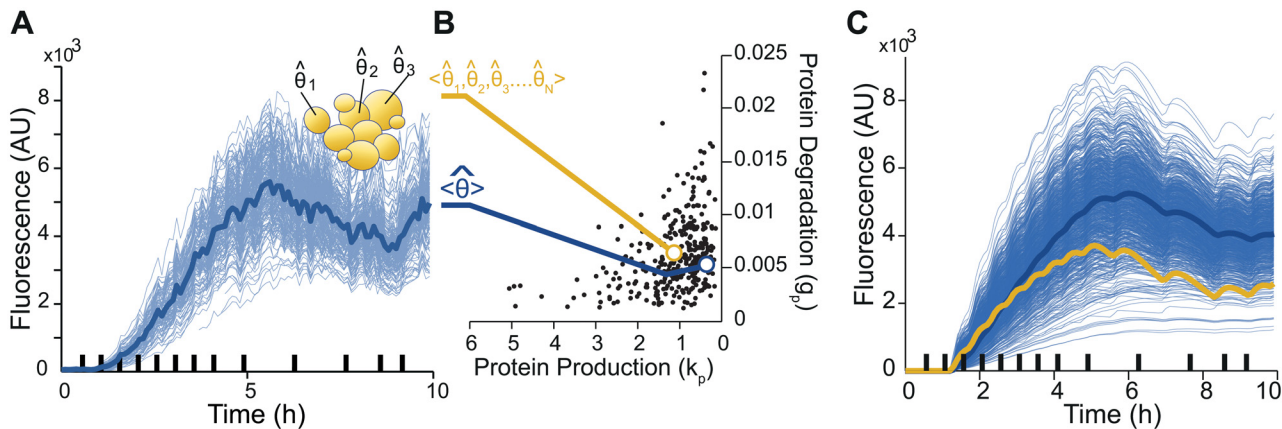 A
x10³
Fluorescence (AU)
8
6
4
2
0
0
5
10
Time (h)
θ̂₁
θ̂₂
θ̂₃
B
<θ̂₁,θ̂₂,θ̂₃....θ̂_N>
<θ̂>
0.025
0.02
0.015
0.01
0.005
0
Protein Degradation (gₚ)
6
5
4
3
2
1
0
Protein Production (kₚ)
C
x10³
Fluorescence (AU)
8
6
4
2
0
0
2
4
6
8
10
Time (h)